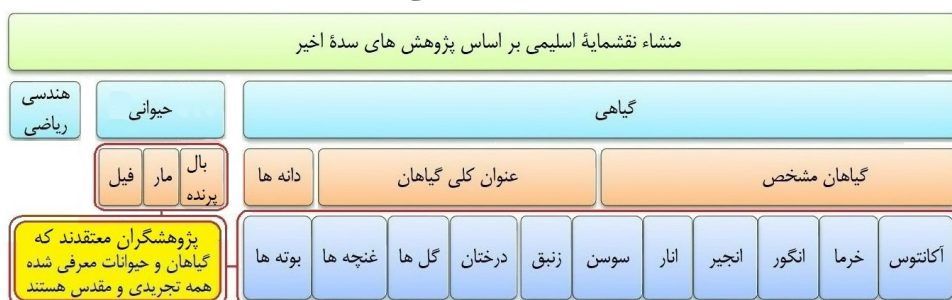 منشاء نقشمایۀ اسلیمی بر اساس پژوهش های سدۀ اخیر
گیاهی
حیوانی
هندسی
ریاضی
گیاهان مشخص
عنوان کلی گیاهان
دانه ها
بال
پرنده
مار
فیل
آکانتوس
خرما
انگور
انجیر
انار
سوسن
زنبق
درختان
گل ها
غنچه ها
بوته ها
پژوهشگران معتقدند که
گیاهان و حیوانات معرفی شده
همه تجریدی و مقدس هستند